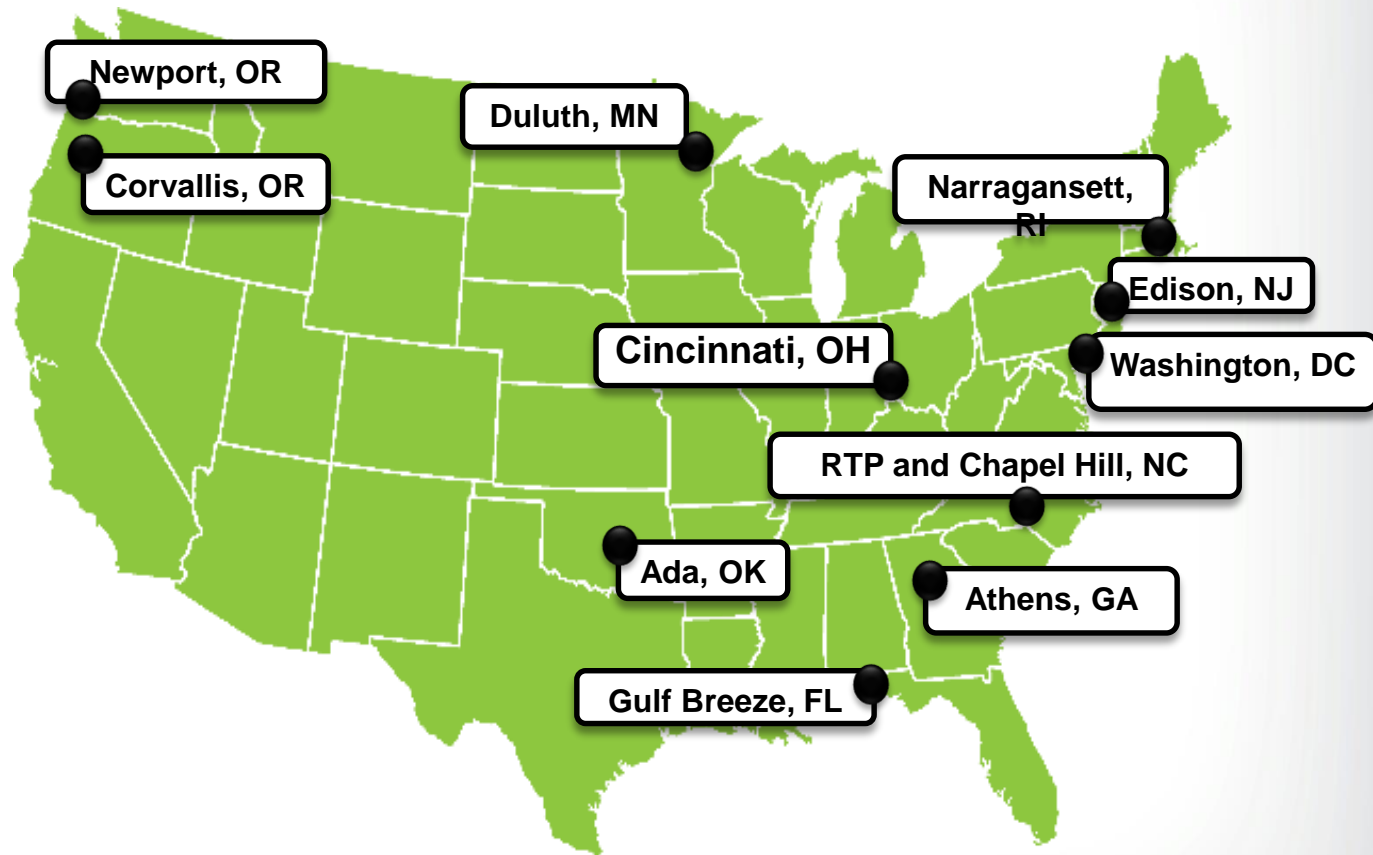 Newport, OR
Duluth, MN
Corvallis, OR
Narragansett,
RI
Edison, NJ
Cincinnati, OH
Washington, DC
RTP and Chapel Hill, NC
Ada, OK
Athens, GA
Gulf Breeze, FL